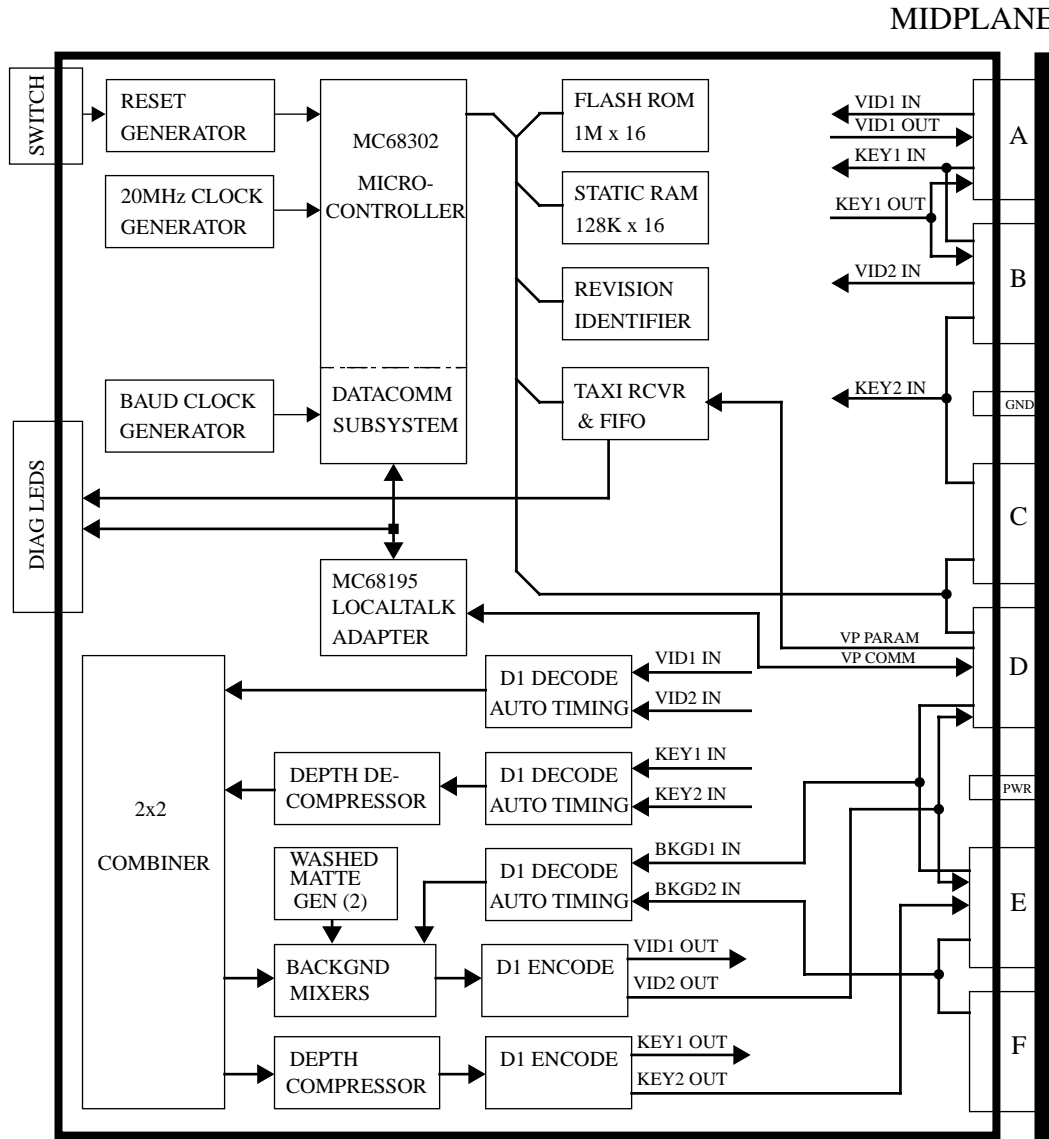 MIDPLANE
SWITCH
RESET
GENERATOR
20MHz CLOCK
GENERATOR
BAUD CLOCK
GENERATOR
MC68302
MICRO-
CONTROLLER
DATACOMM
SUBSYSTEM
FLASH ROM
1M x 16
STATIC RAM
128K x 16
REVISION
IDENTIFIER
TAXI RCVR
& FIFO
VID1 IN
VID1 OUT
KEY1 IN
KEY1 OUT
VID2 IN
KEY2 IN
A
B
GND
C
D
PWR
E
F
DIAG LEDS
MC68195
LOCALTALK
ADAPTER
VP PARAM
VP COMM
2x2
COMBINER
D1 DECODE
AUTO TIMING
VID1 IN
VID2 IN
DEPTH DE-
COMPRESSOR
D1 DECODE
AUTO TIMING
KEY1 IN
KEY2 IN
WASHED
MATTE
GEN (2)
D1 DECODE
AUTO TIMING
BKGD1 IN
BKGD2 IN
BACKGND
MIXERS
D1 ENCODE
VID1 OUT
VID2 OUT
DEPTH
COMPRESSOR
D1 ENCODE
KEY1 OUT
KEY2 OUT